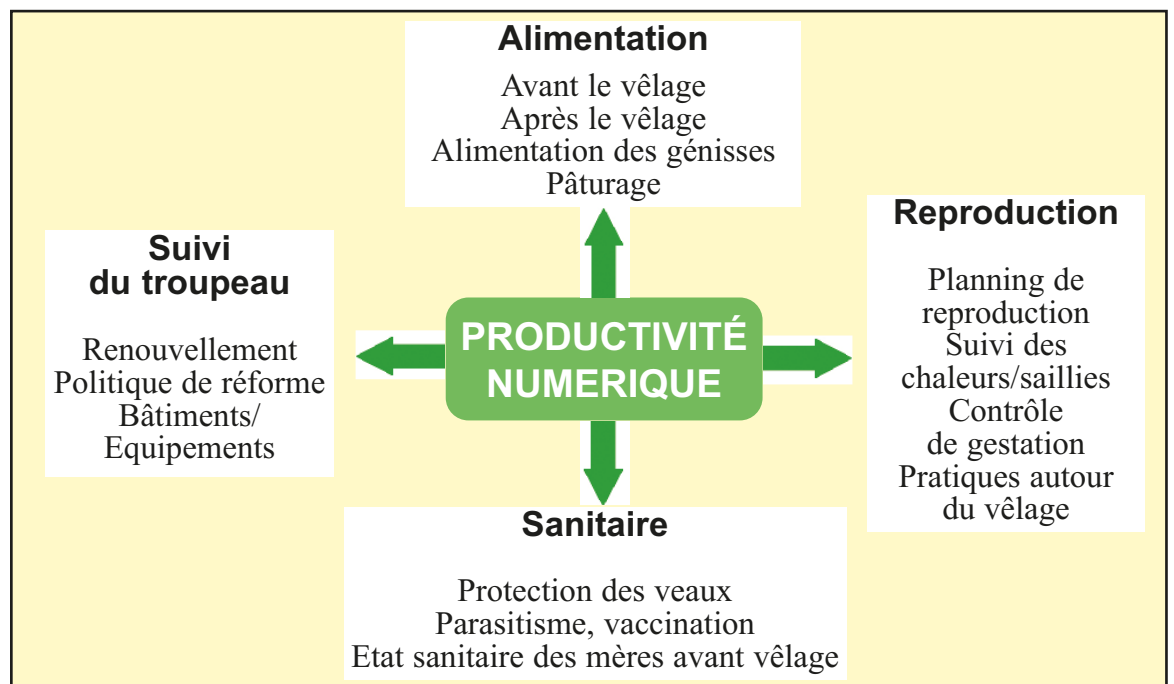 Alimentation
Avant le vêlage
Après le vêlage
Alimentation des génisses
Pâturage
Suivi
du troupeau
Renouvellement
Politique de réforme
Bâtiments/
Equipements
PRODUCTIVITÉ
NUMERIQUE
Reproduction
Planning de
reproduction
Suivi des
chaleurs/saillies
Contrôle
de gestation
Pratiques autour
du vêlage
Sanitaire
Protection des veaux
Parasitisme, vaccination
Etat sanitaire des mères avant vêlage